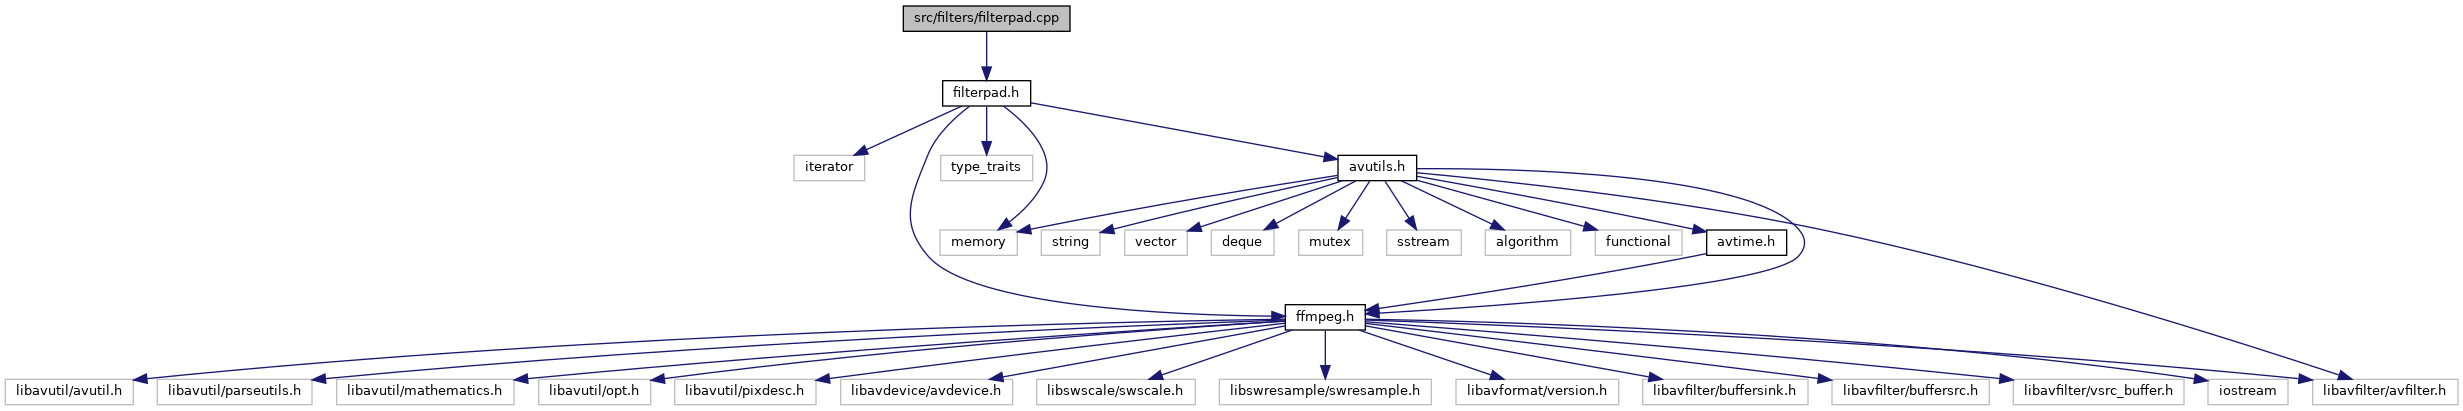 src/filters/filterpad.cpp
filterpad.h
iterator
type_traits
avutils.h
memory
string
vector
deque
mutex
sstream
algorithm
functional
avtime.h
ffmpeg.h
libavutil/avutil.h
libavutil/parseutils.h
libavutil/mathematics.h
libavutil/opt.h
libavutil/pixdesc.h
libavdevice/avdevice.h
libswscale/swscale.h
libswresample/swresample.h
libavformat/version.h
libavfilter/buffersink.h
libavfilter/buffersrc.h
libavfilter/vsrc_buffer.h
iostream
libavfilter/avfilter.h